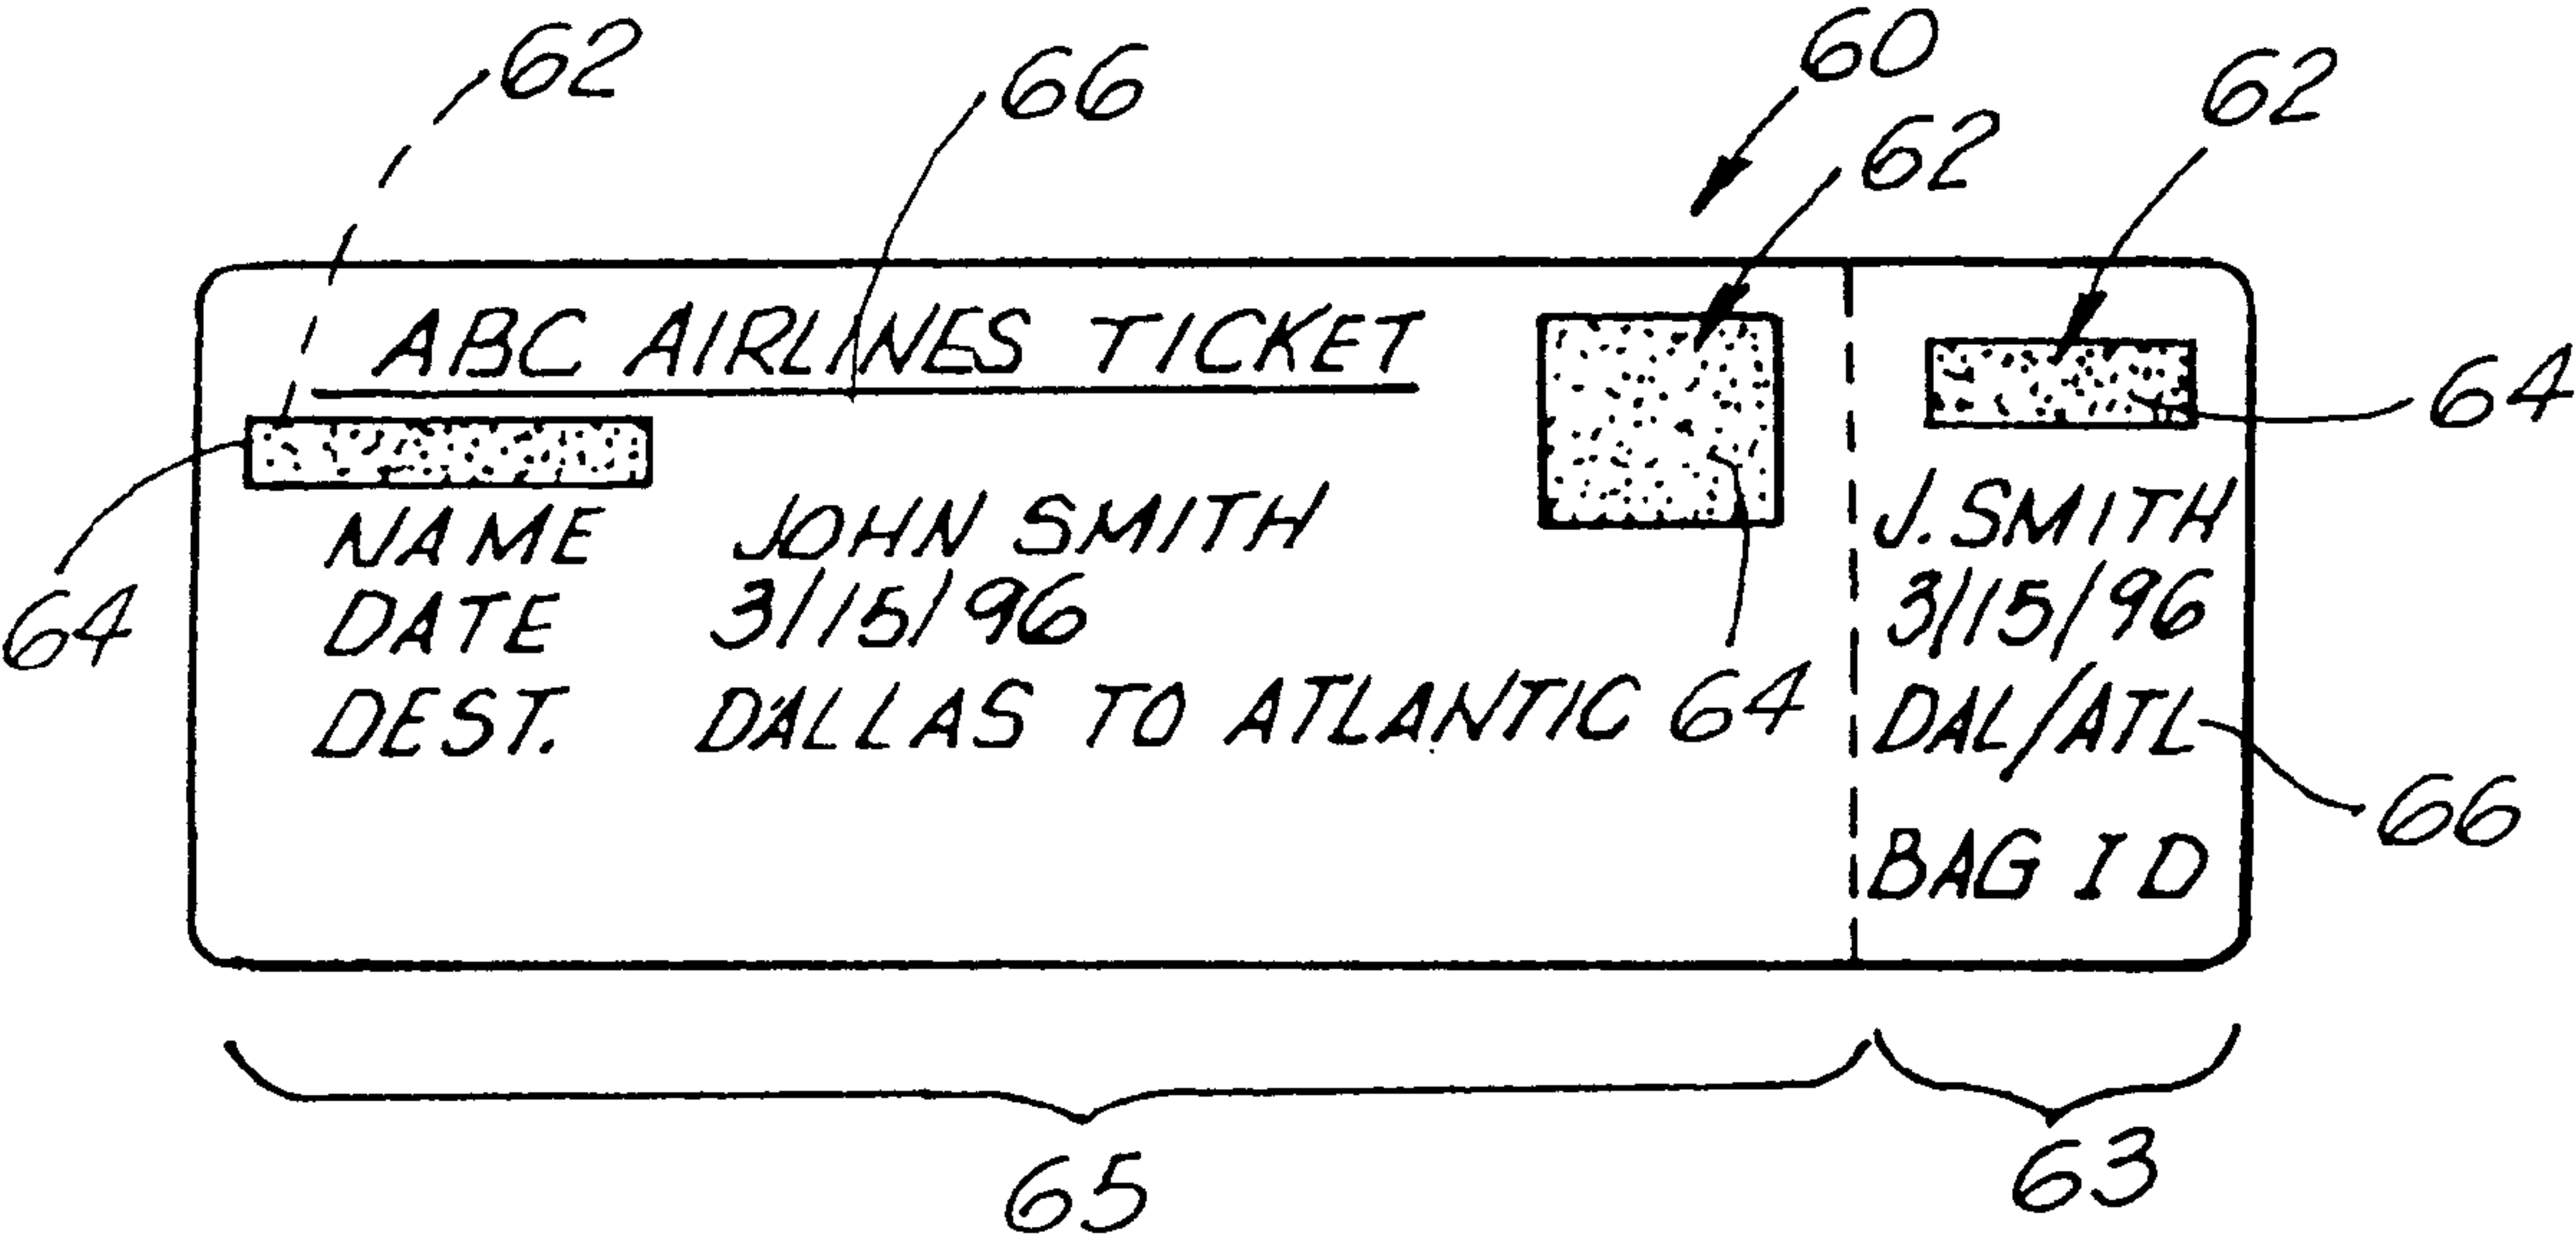 62 66 60 62 62
ABC AIRLINES TICKET
64
NAME JOHN SMITH J. SMITH
64 DATE 3/15/96 3/15/96
DEST. DALLAS TO ATLANTIC 64 DAL/ATL
66
BAG ID
65 63